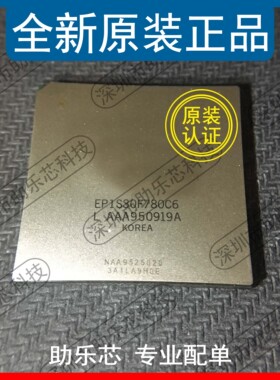 全新原装正品
原装
认证
EP1S30F780C6
L AAA950919A
KOREA
助乐芯 专业配单